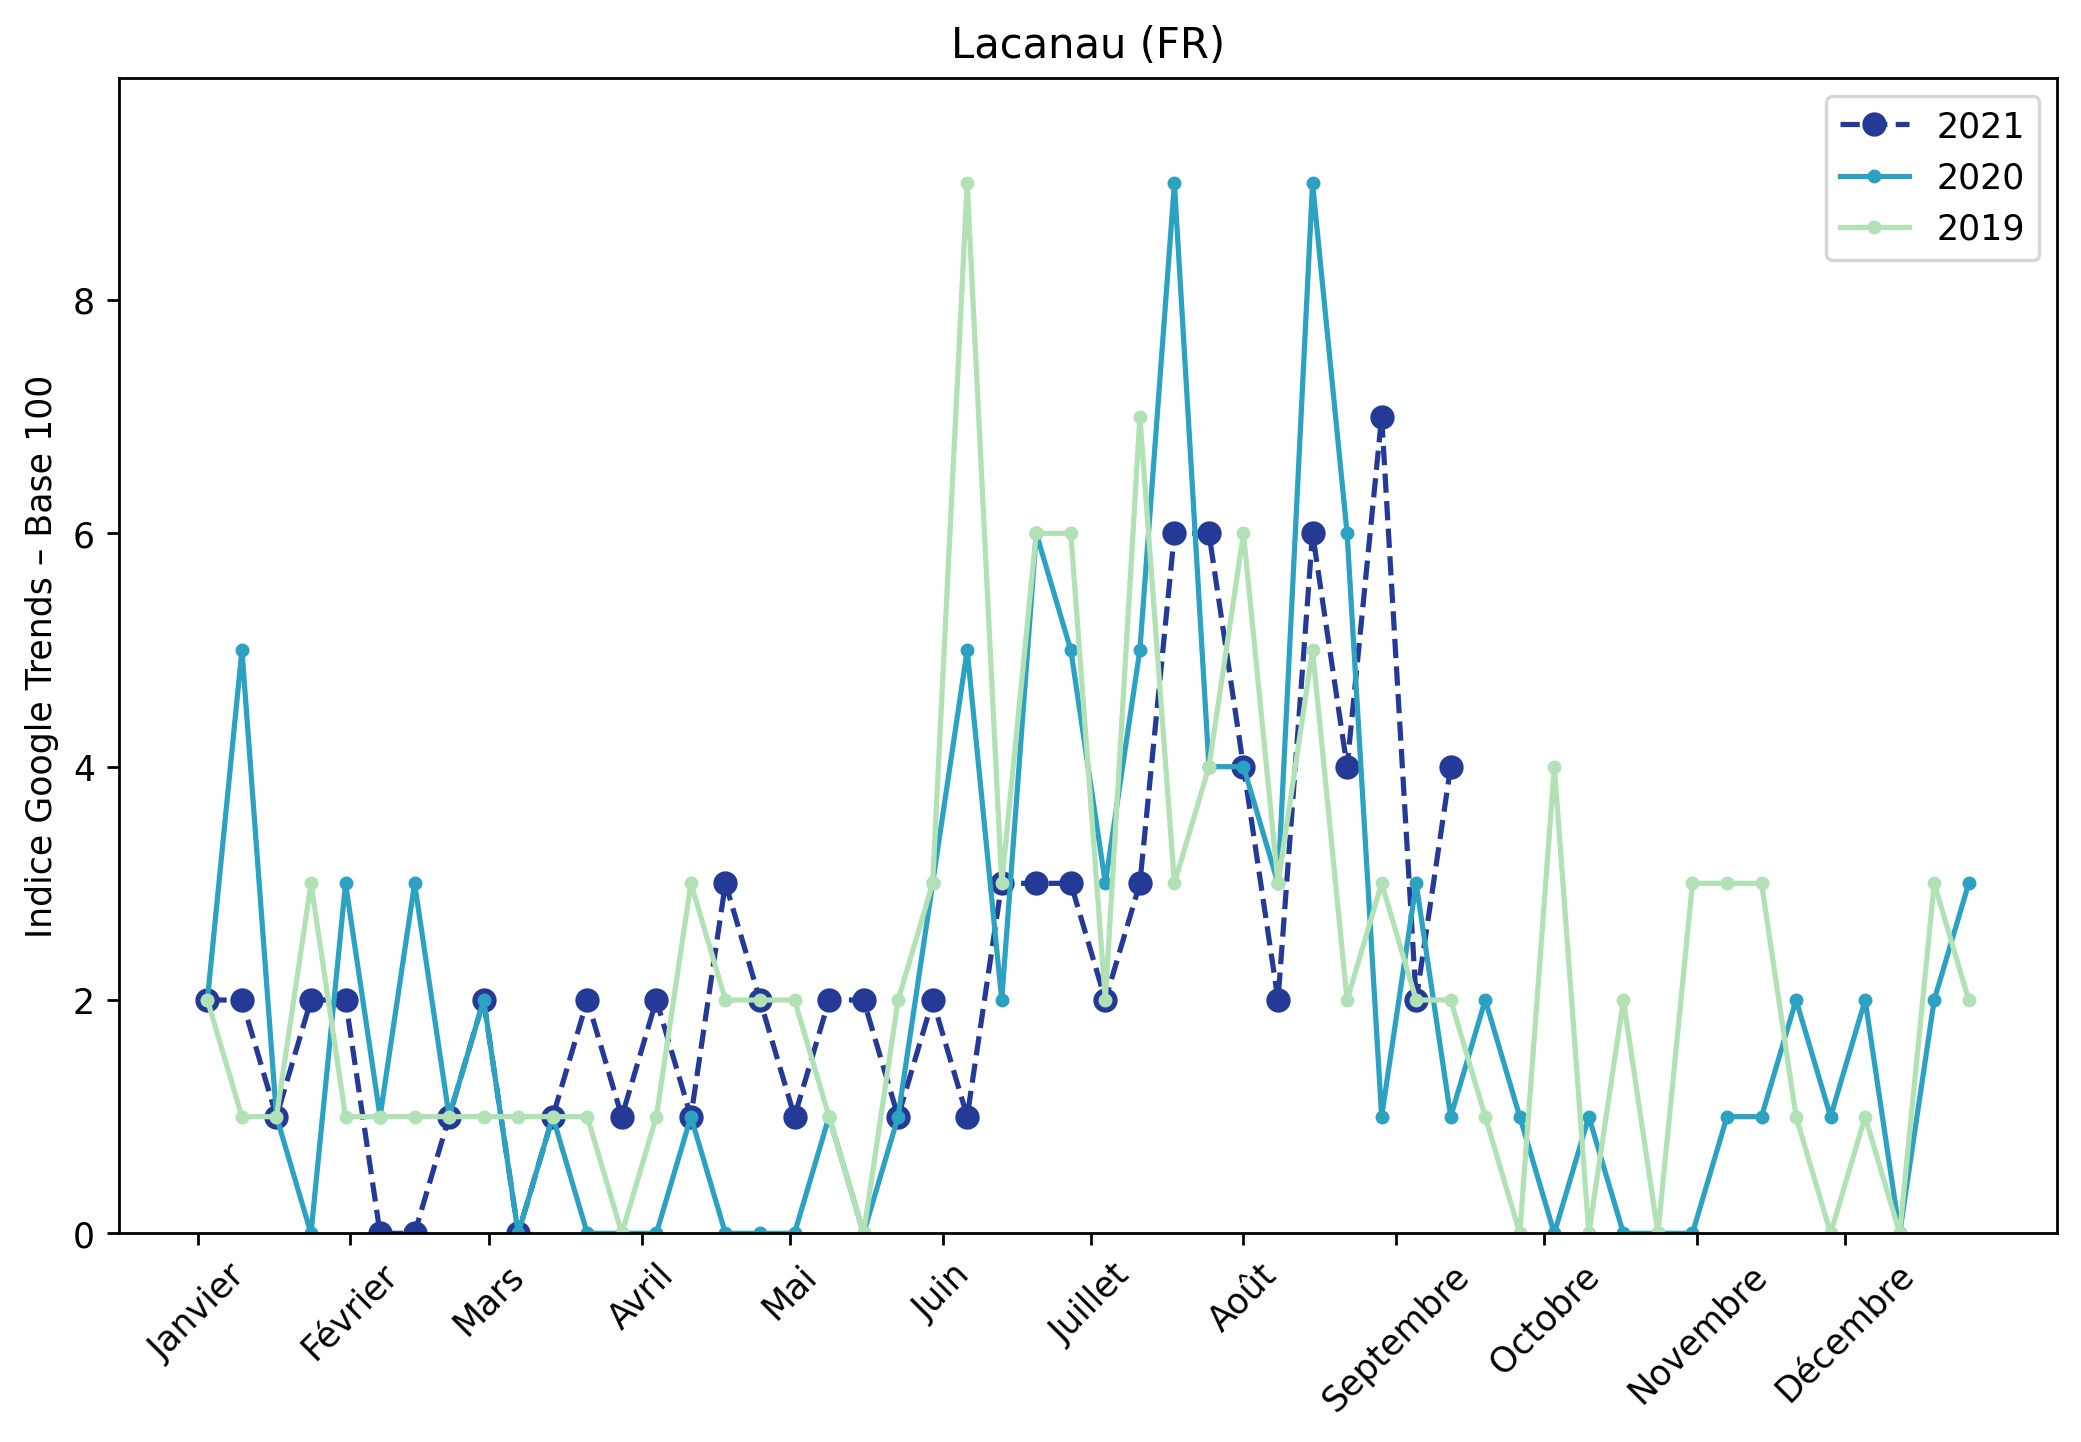 Lacanau (FR)
2021
2020
2019
Indice Google Trends – Base 100
8
6
4
2
0
Janvier
Février
Mars
Avril
Mai
Juin
Juillet
Août
Septembre
Octobre
Novembre
Décembre